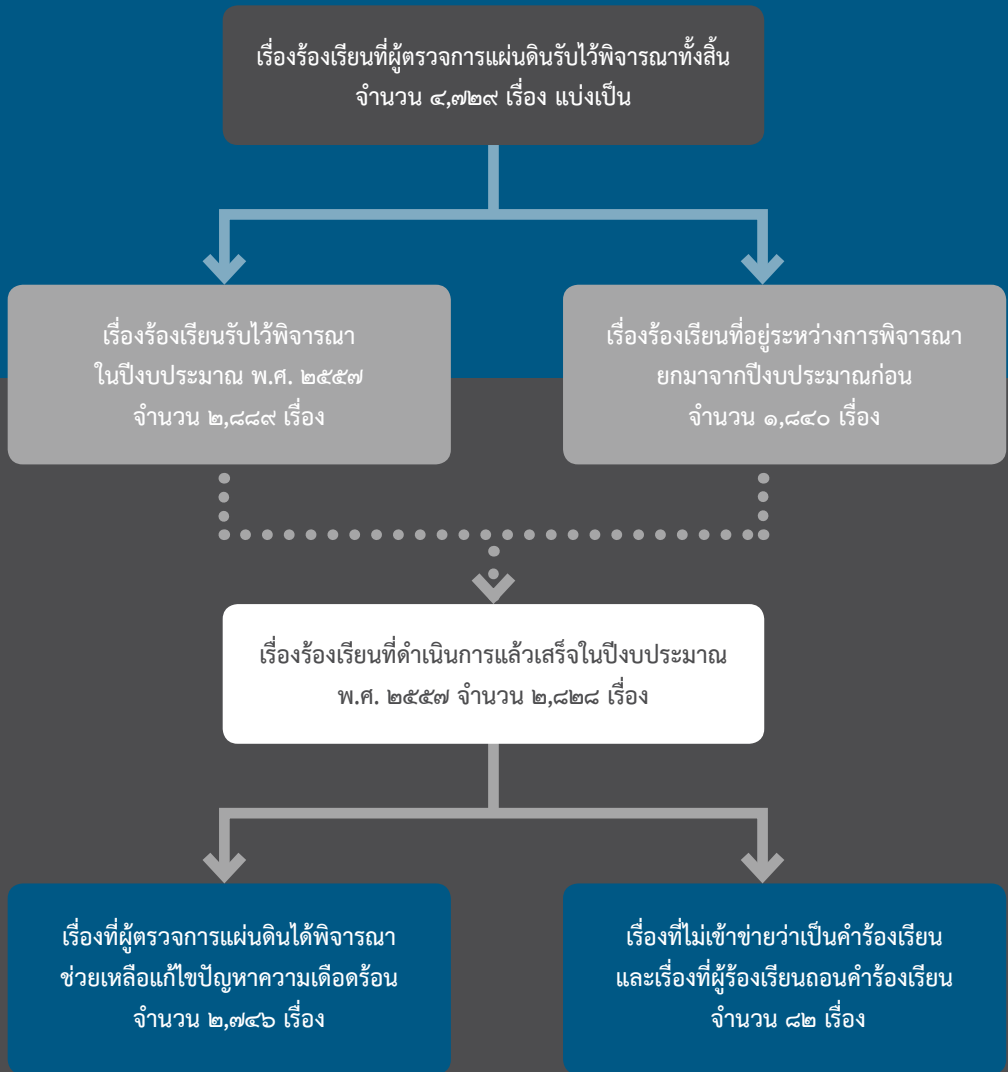 เรื่องร้องเรียนที่ผู้ตรวจการแผ่นดินรับไว้พิจารณาทั้งสิ้น
จำนวน ๔,๗๒๙ เรื่อง แบ่งเป็น
เรื่องร้องเรียนรับไว้พิจารณา
ในปีงบประมาณ พ.ศ. ๒๕๕๗
จำนวน ๒,๘๘๙ เรื่อง
เรื่องร้องเรียนที่อยู่ระหว่างการพิจารณา
ยกมาจากปีงบประมาณก่อน
จำนวน ๑,๘๔๐ เรื่อง
เรื่องร้องเรียนที่ดำเนินการแล้วเสร็จในปีงบประมาณ
พ.ศ. ๒๕๕๗ จำนวน ๒,๘๒๘ เรื่อง
เรื่องที่ผู้ตรวจการแผ่นดินได้พิจารณา
ช่วยเหลือแก้ไขปัญหาความเดือดร้อน
จำนวน ๒,๗๔๖ เรื่อง
เรื่องที่ไม่เข้าข่ายว่าเป็นคำร้องเรียน
และเรื่องที่ผู้ร้องเรียนถอนคำร้องเรียน
จำนวน ๘๒ เรื่อง